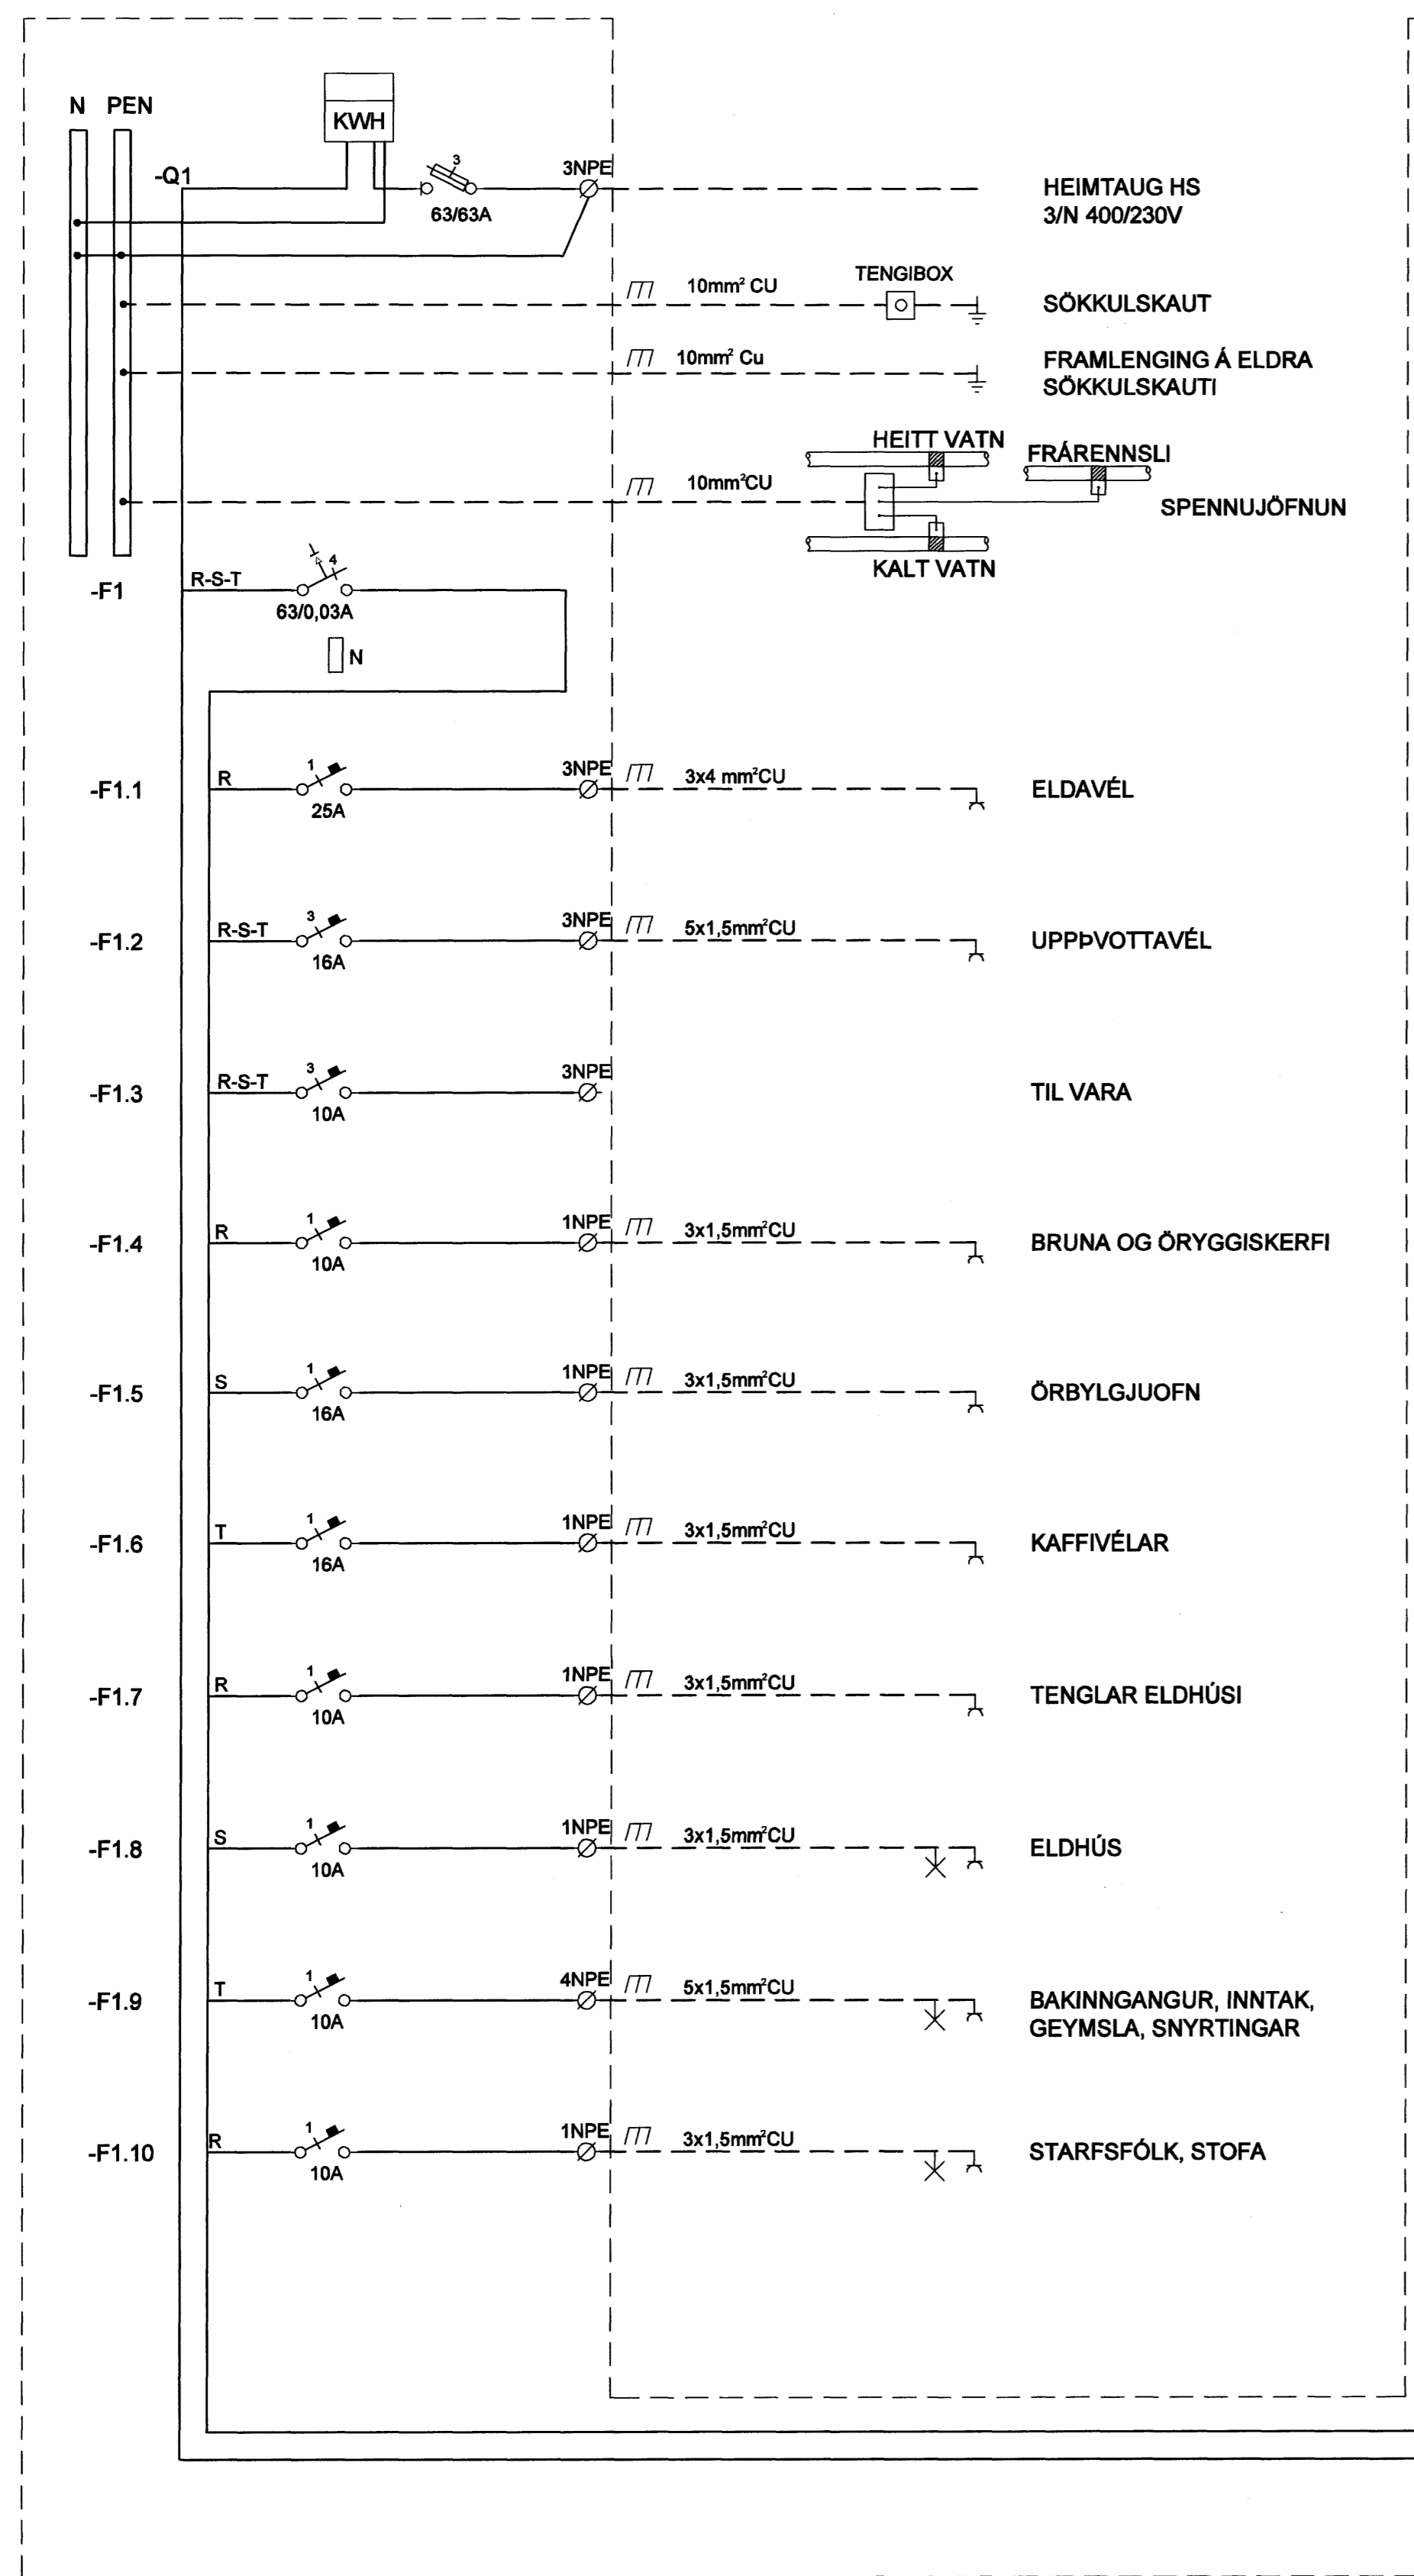 N PEN
KWH
-Q1
3
63/63A
3NPE
HEIMTAUG HS
3/N 400/230V
10mm² CU
TENGIBOX
SÖKKULSKAUT
10mm² Cu
FRAMLENGING Á ELDRA
SÖKKULSKAUTI
HEITT VATN
FRÁRENNSLI
10mm²CU
SPENNUJÖFNUN
KALT VATN
-F1
R-S-T
4
63/0,03A
N
-F1.1 R 1 25A 3NPE 3x4 mm²CU ELDAVÉL
-F1.2 R-S-T 3 16A 3NPE 5x1,5mm²CU UPPÞVOTTAVÉL
-F1.3 R-S-T 3 10A 3NPE TIL VARA
-F1.4 R 1 10A 1NPE 3x1,5mm²CU BRUNA OG ÖRYGGISKERFI
-F1.5 S 1 16A 1NPE 3x1,5mm²CU ÖRBYLGJUOFN
-F1.6 T 1 16A 1NPE 3x1,5mm²CU KAFFIVÉLAR
-F1.7 R 1 10A 1NPE 3x1,5mm²CU TENGLAR ELDHÚSI
-F1.8 S 1 10A 1NPE 3x1,5mm²CU ELDHÚS
-F1.9 T 1 10A 4NPE 5x1,5mm²CU BAKINNGANGUR, INNTAK,
GEYMSLA, SNYRTINGAR
-F1.10 R 1 10A 1NPE 3x1,5mm²CU STARFSFÓLK, STOFA